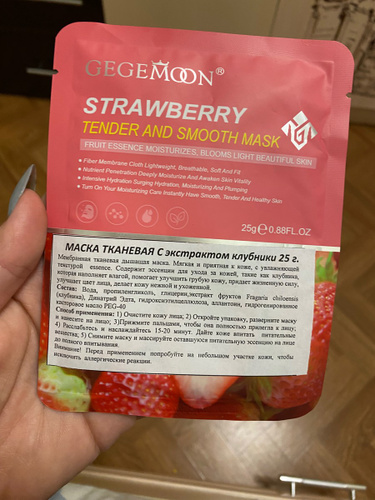 GEGEMOON®
STRAWBERRY
TENDER AND SMOOTH MASK
FRUIT ESSENCE MOISTURIZES, BLOOMS LIGHT BEAUTIFUL SKIN
• Fiber Membrane Cloth Lightweight, Breathable, Soft And Fit
• Nutrient Penetration Deeply Moisturize And Awaken Skin Vitality
• Intensive Hydration Surging Hydration, Moisturizing And Plumping
• Turn On Your Moisturizing Care Instantly Have Smooth, Tender And Healthy Skin
25g℮0.88FL.OZ
МАСКА ТКАНЕВАЯ С экстрактом клубники 25 г.
Мембранная тканевая дышащая маска. Мягкая и приятная к коже, с увлажняющей
текстурой essence. Содержит эссенции для ухода за кожей, такие как клубника,
которая наполняет влагой, помогает улучшить грубую кожу, придает жизненную силу,
улучшает цвет лица, делает кожу нежной и ухоженной.
Состав: Вода, пропиленгликоль, глицерин,экстракт фруктов Fragaria chiloensis
(клубника), Динатрий Эдта, гидроксиэтилцеллюлоза, аллантоин, гидрогенизированное
касторовое масло PEG-40
Способ применения: 1) Очистите кожу лица; 2) Откройте упаковку, разверните маску
и нанесите на лицо; 3)Прижмите пальцами, чтобы она полностью прилегла к лицу;
4) Расслабьтесь и наслаждайтесь 15-20 минут. Дайте коже впитать питательные
вещества; 5) Снимите маску и массируйте оставшуюся питательную эссенцию на лице
до полного впитывания.
Внимание! Перед применением попробуйте на небольшом участке кожи, чтобы
исключить аллергические реакции.